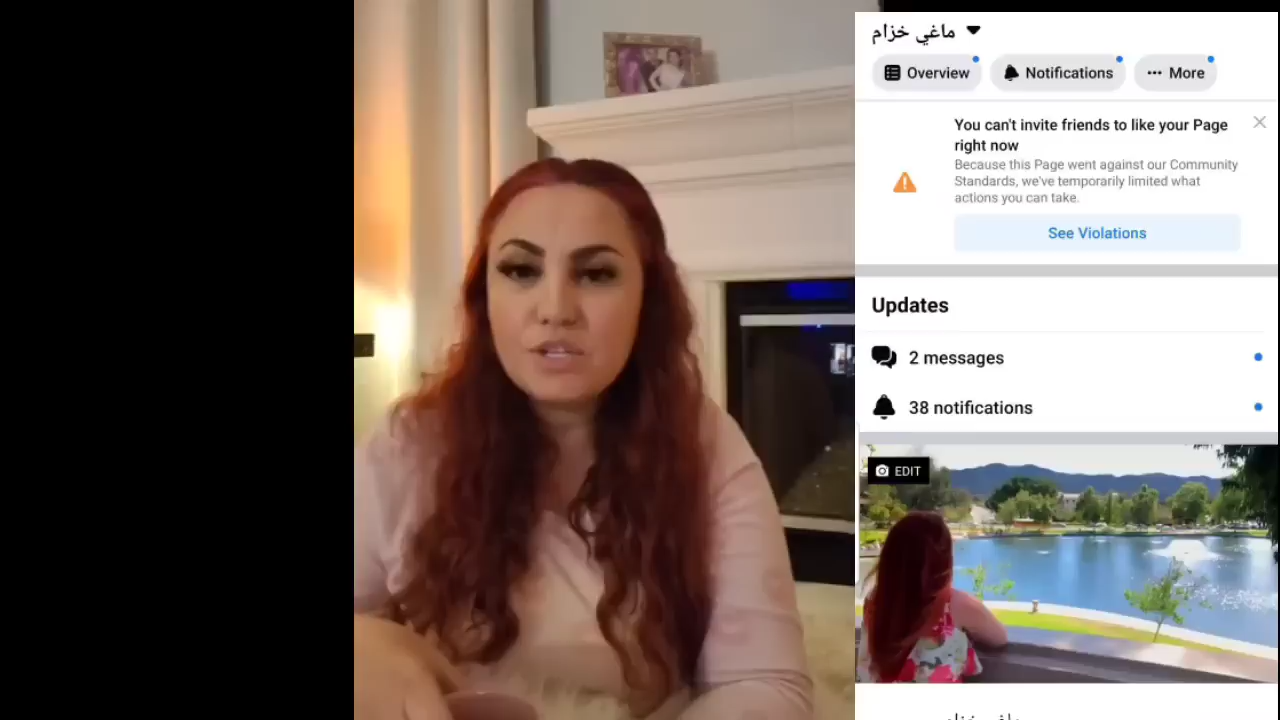 ماغي خزام
Overview
Notifications
More
You can't invite friends to like your Page
right now
Because this Page went against our Community
Standards, we've temporarily limited what
actions you can take.
See Violations
Updates
2 messages
38 notifications
EDIT
ماغي خزام